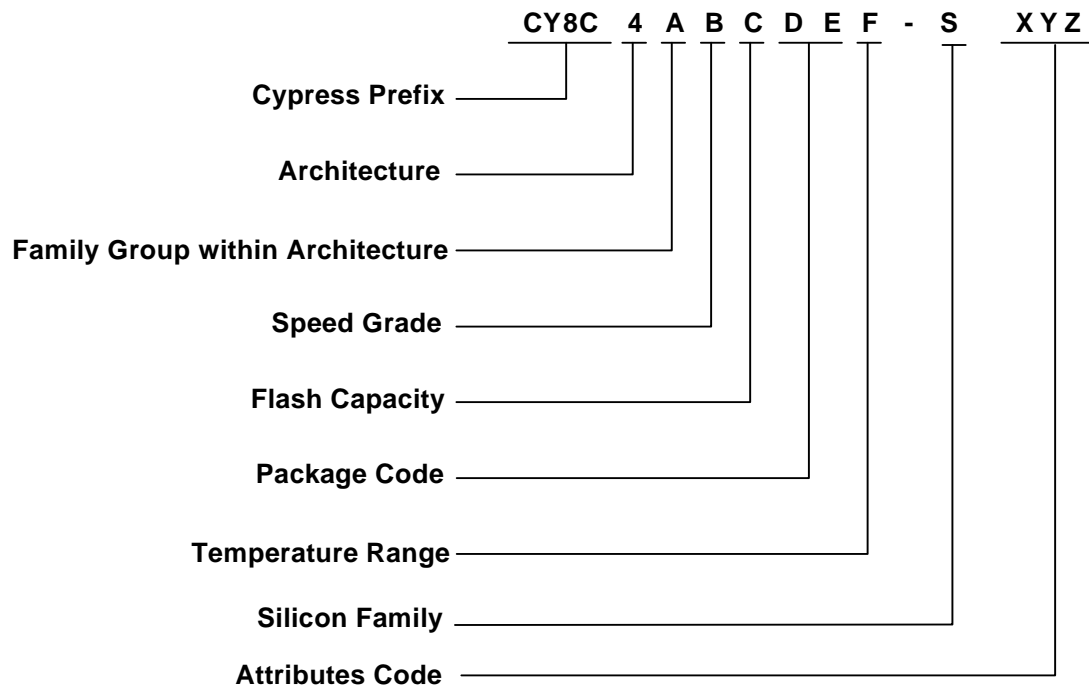 CY8C 4 A B C D E F - S X Y Z
Cypress Prefix
Architecture
Family Group within Architecture
Speed Grade
Flash Capacity
Package Code
Temperature Range
Silicon Family
Attributes Code